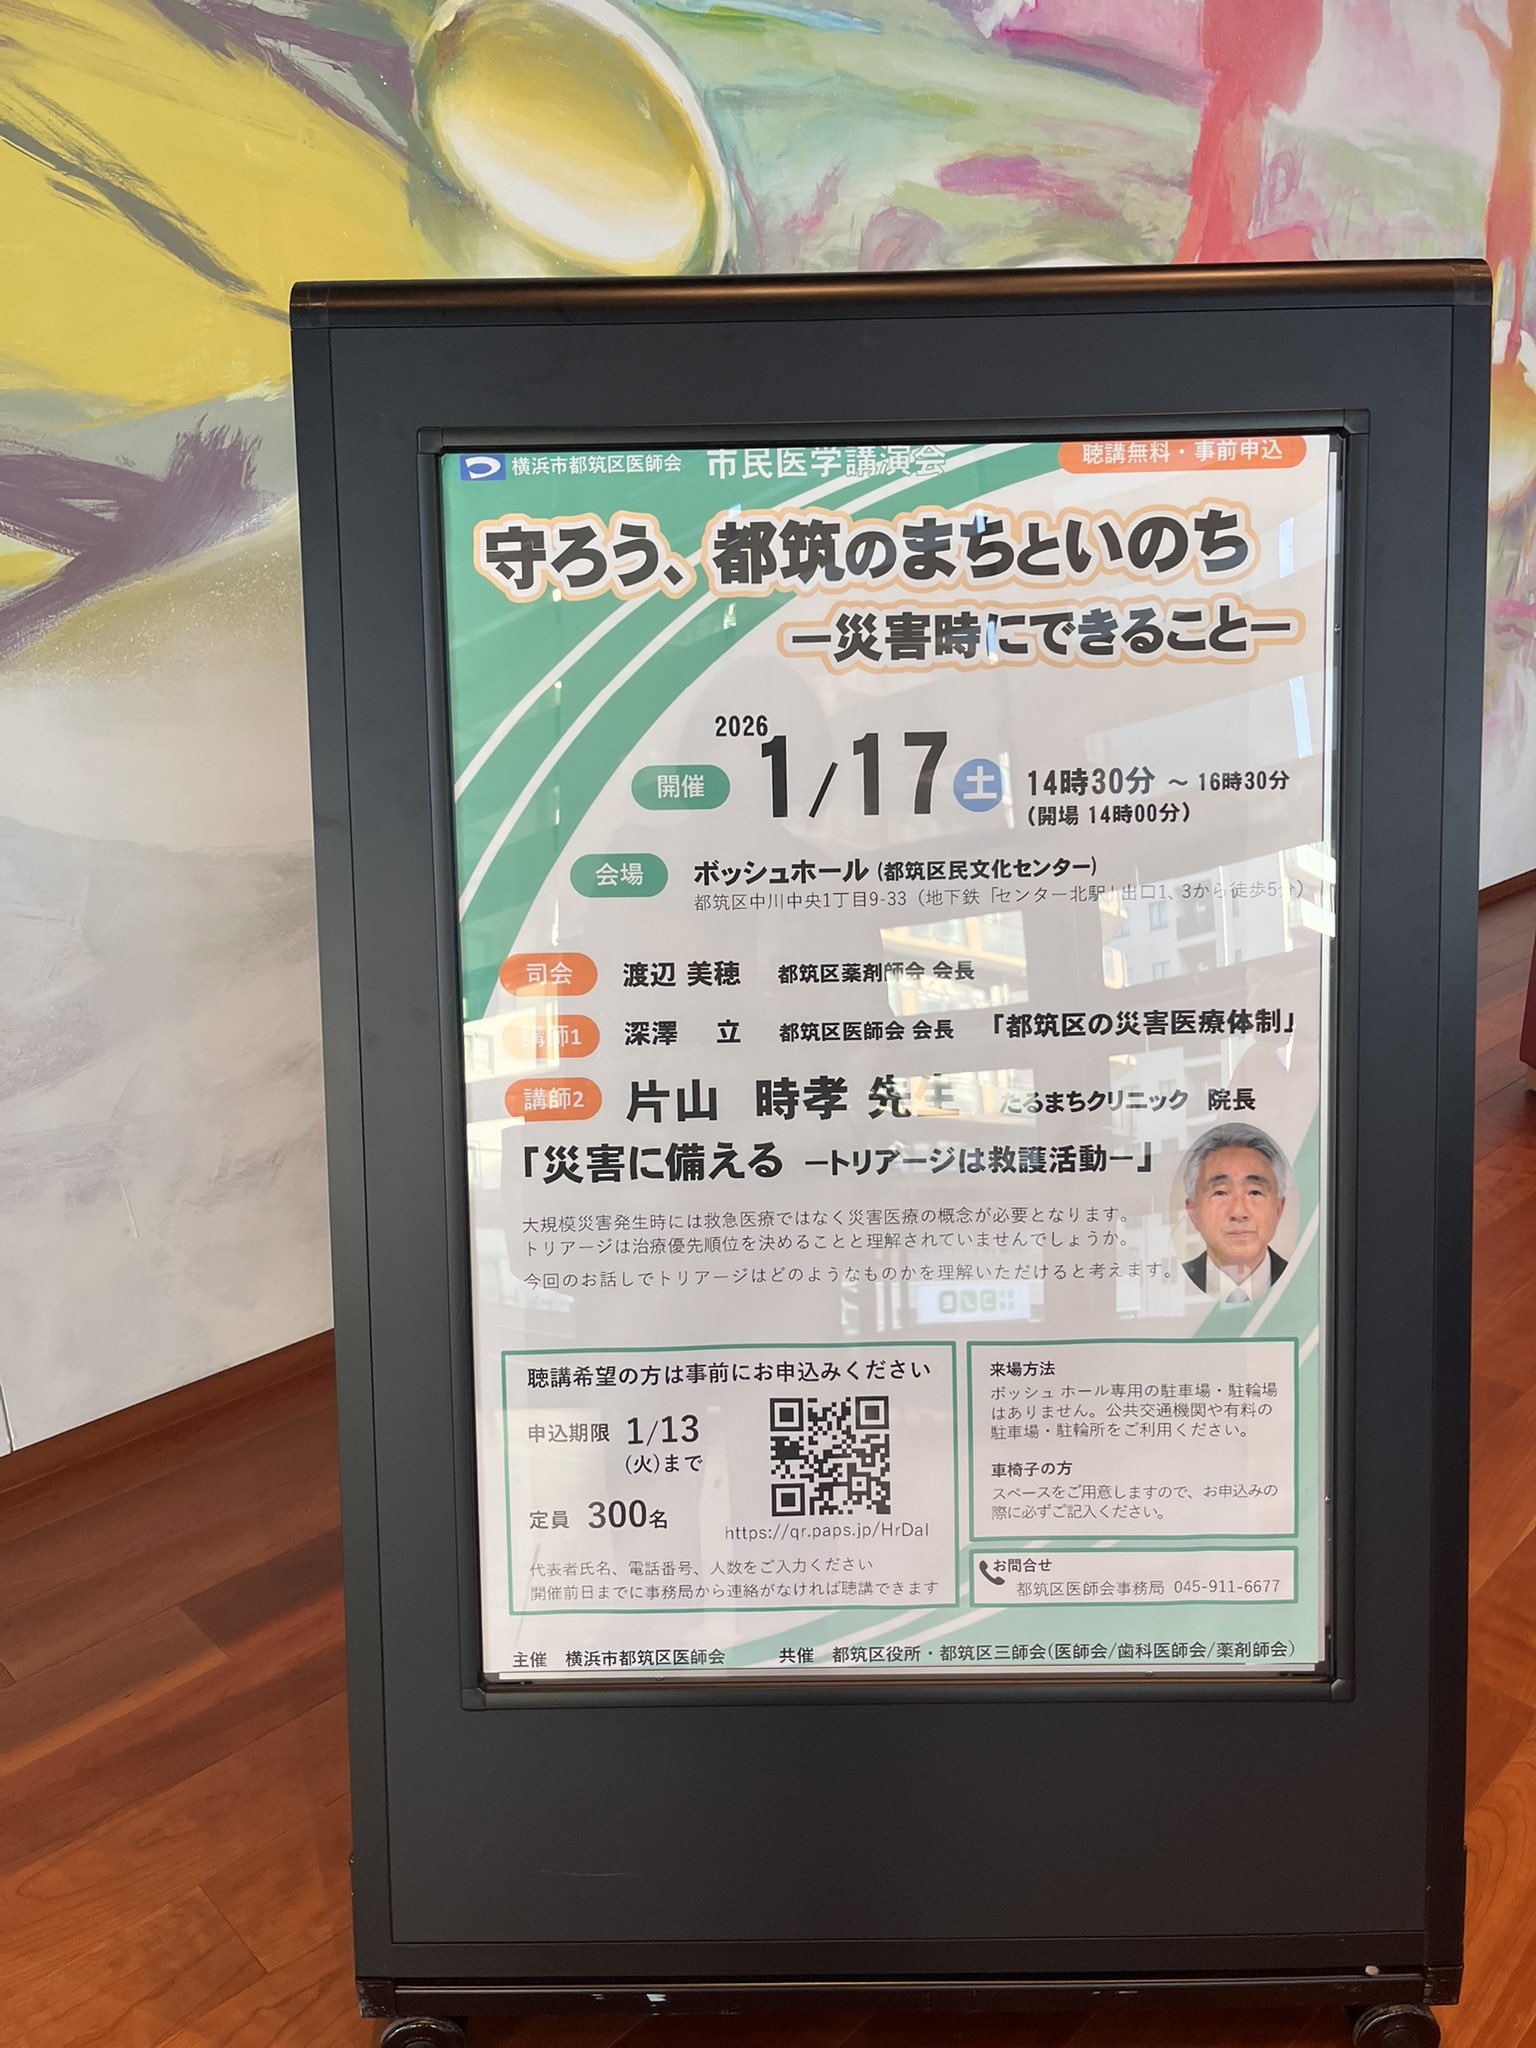 横浜市都筑区医師会 市民医学講演会 聴講無料・事前申込
守ろう、都筑のまちといのち
ー災害時にできることー
開催 2026 1/17 土 14時30分 ～ 16時30分
(開場 14時00分)
会場 ボッシュホール (都筑区民文化センター)
都筑区中川中央1丁目9-33（地下鉄「センター北駅」出口1、3から徒歩5分）
司会 渡辺 美穂 都筑区薬剤師会 会長
講師1 深澤 立 都筑区医師会 会長 「都筑区の災害医療体制」
講師2 片山 時孝 先生 たるまちクリニック 院長
「災害に備える ートリアージは救護活動ー」
大規模災害発生時には救急医療ではなく災害医療の概念が必要となります。
トリアージは治療優先順位を決めることと理解されていませんでしょうか。
今回のお話しでトリアージはどのようなものかを理解いただけると考えます。
聴講希望の方は事前にお申込みください
申込期限 1/13
(火)まで
定員 300名
https://qr.paps.jp/HrDaI
代表者氏名、電話番号、人数をご入力ください
開催前日までに事務局から連絡がなければ聴講できます
来場方法
ボッシュホール専用の駐車場・駐輪場
はありません。公共交通機関や有料の
駐車場・駐輪所をご利用ください。
車椅子の方
スペースをご用意しますので、お申込みの
際に必ずご記入ください。
お問合せ
都筑区医師会事務局 045-911-6677
主催 横浜市都筑区医師会 共催 都筑区役所・都筑区三師会(医師会/歯科医師会/薬剤師会)